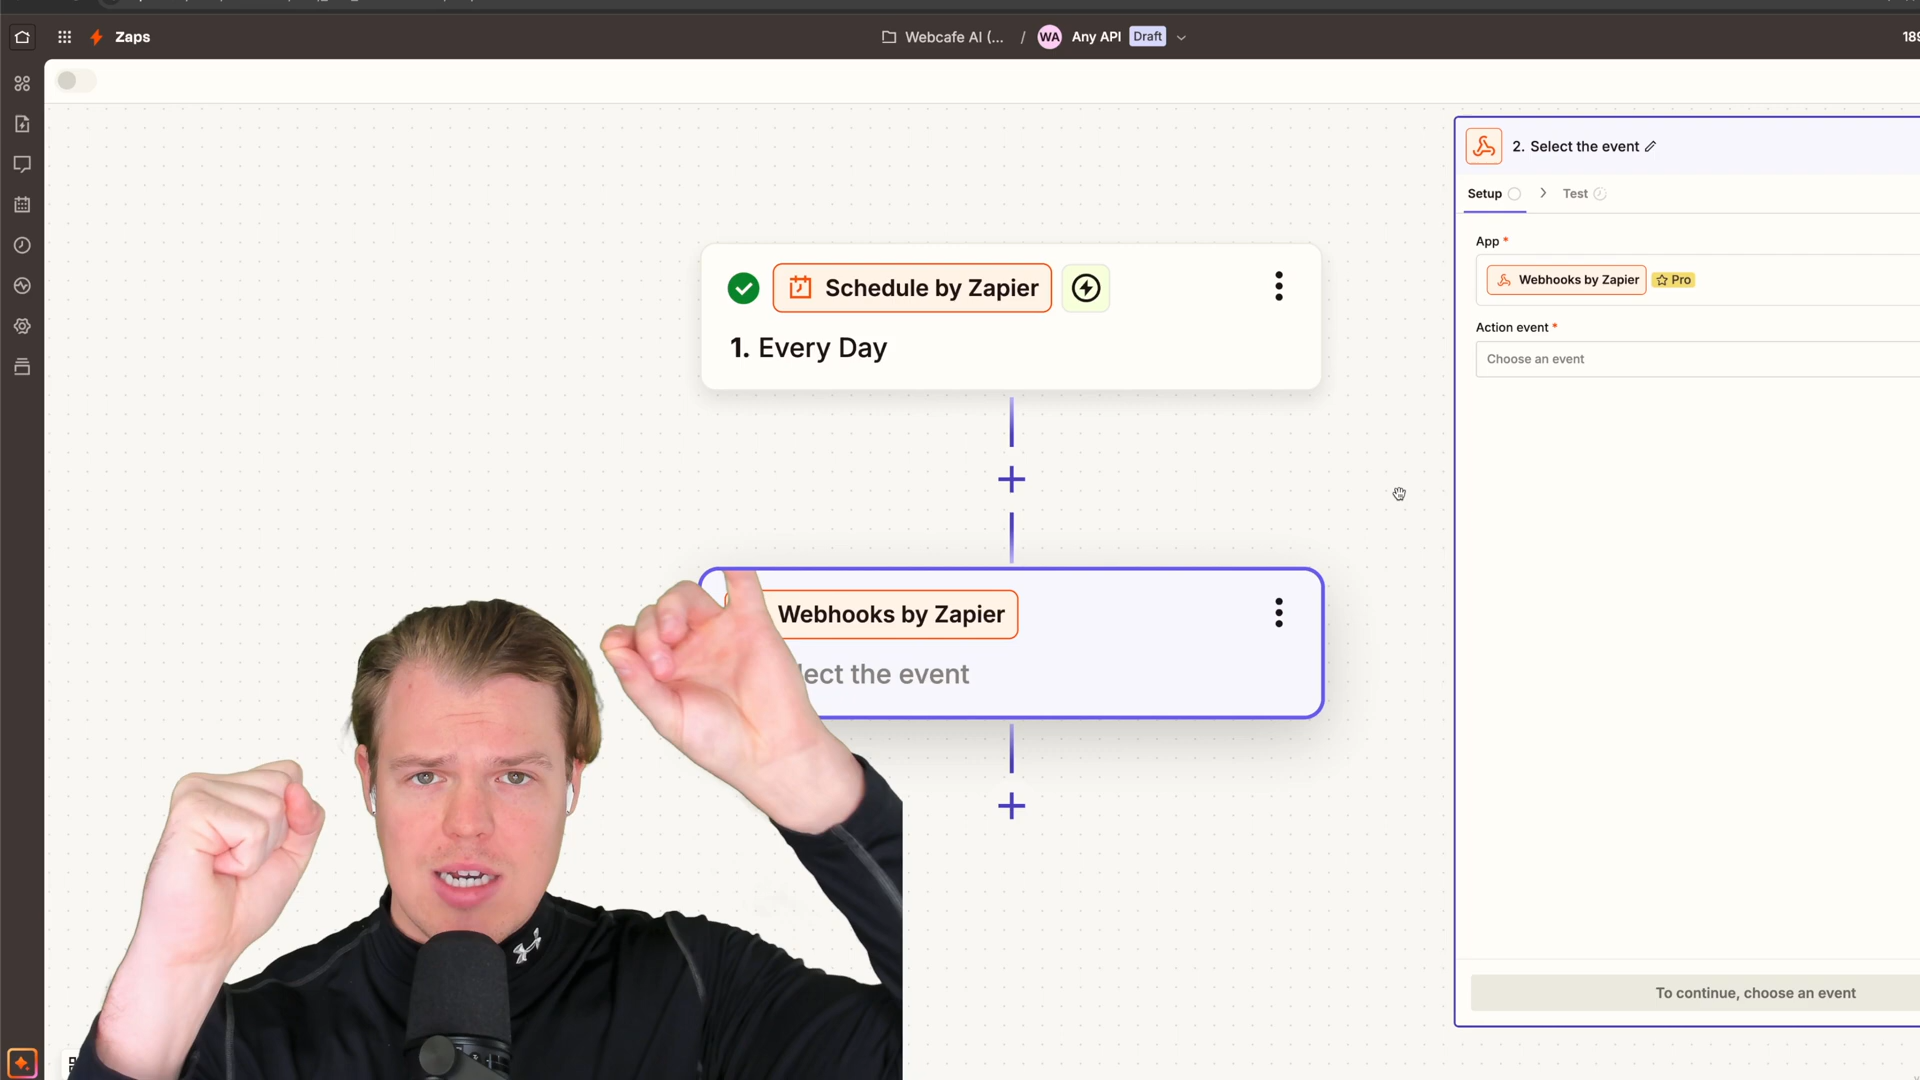 Zaps
Webcafe AI (... / WA Any API Draft
189
2. Select the event
Setup
Test
App *
Webhooks by Zapier
Pro
Action event *
Choose an event
Schedule by Zapier
1. Every Day
Webhooks by Zapier
lect the event
To continue, choose an event